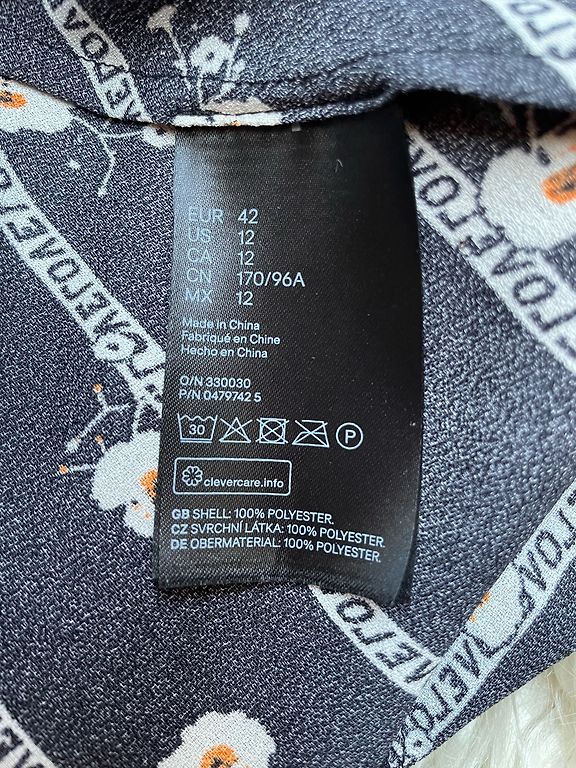 EUR 42
US 12
CA 12
CN 170/96A
MX 12
Made in China
Fabriqué en Chine
Hecho en China
O/N 330030
P/N 0479742 5
30
P
clevercare.info
GB SHELL: 100% POLYESTER.
CZ SVRCHNÍ LÁTKA: 100% POLYESTER.
DE OBERMATERIAL: 100% POLYESTER.